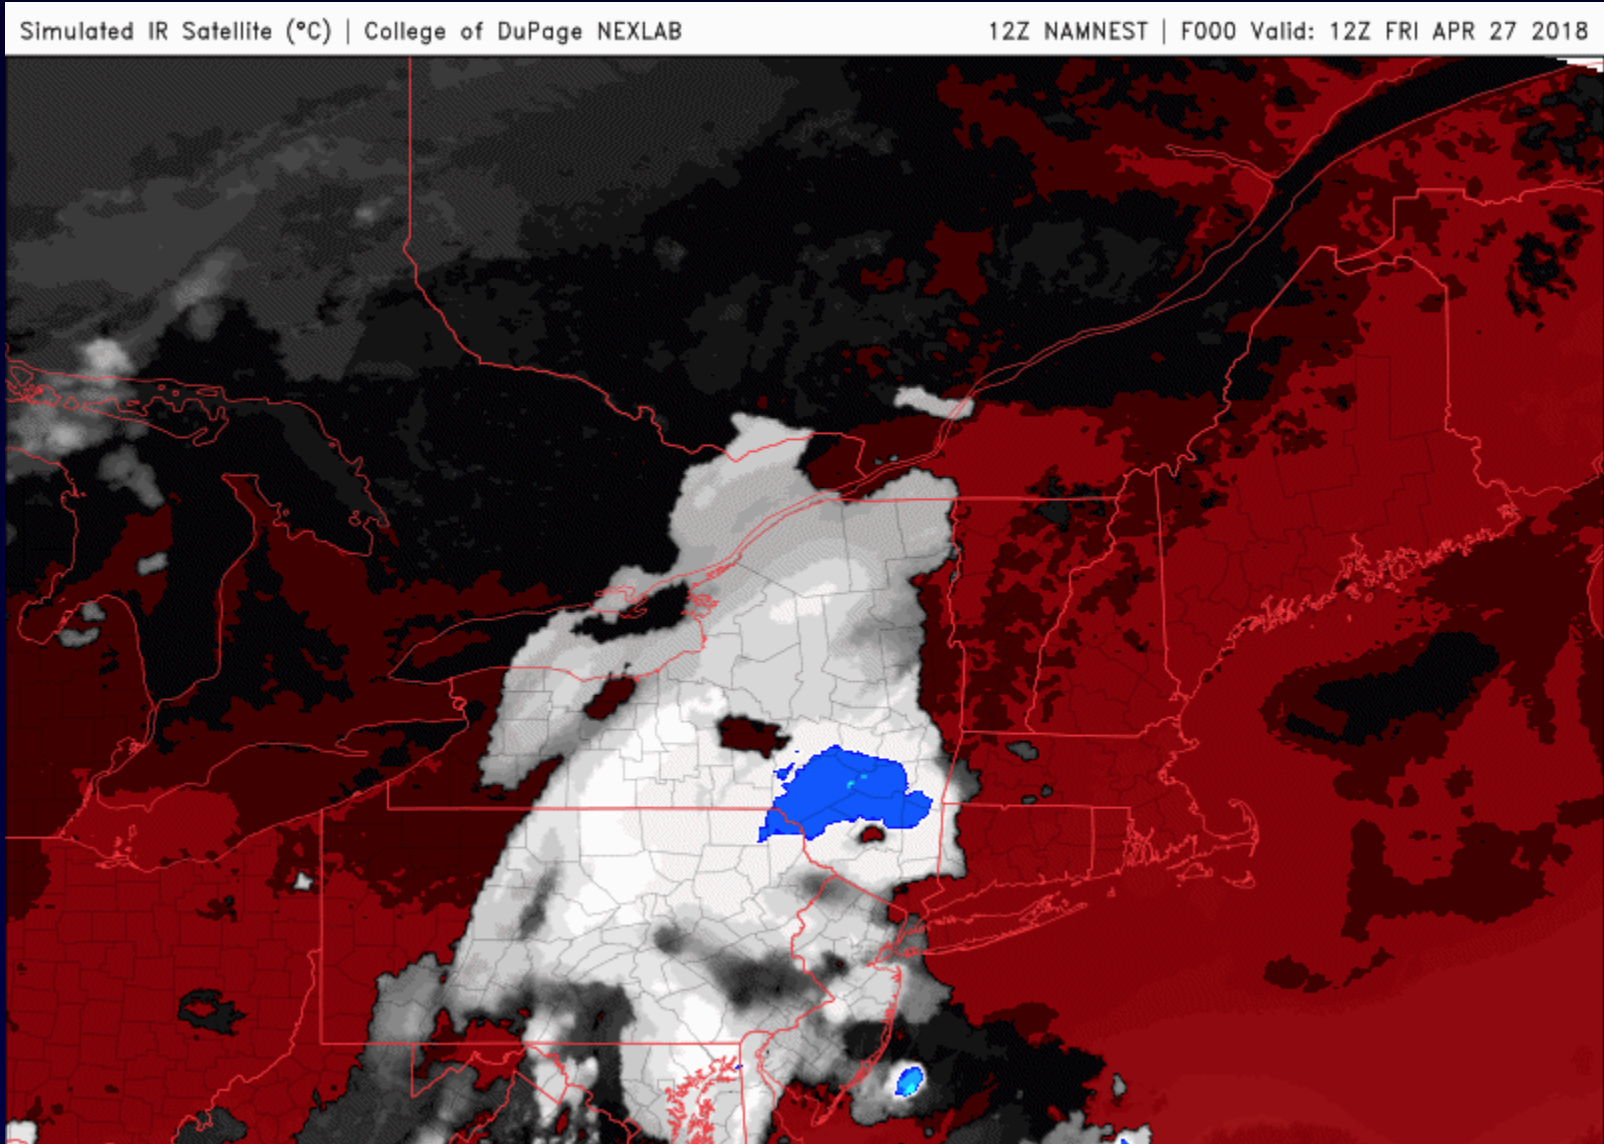 Simulated IR Satellite (°C) | College of DuPage NEXLAB
12Z NAMNEST | F000 Valid: 12Z FRI APR 27 2018